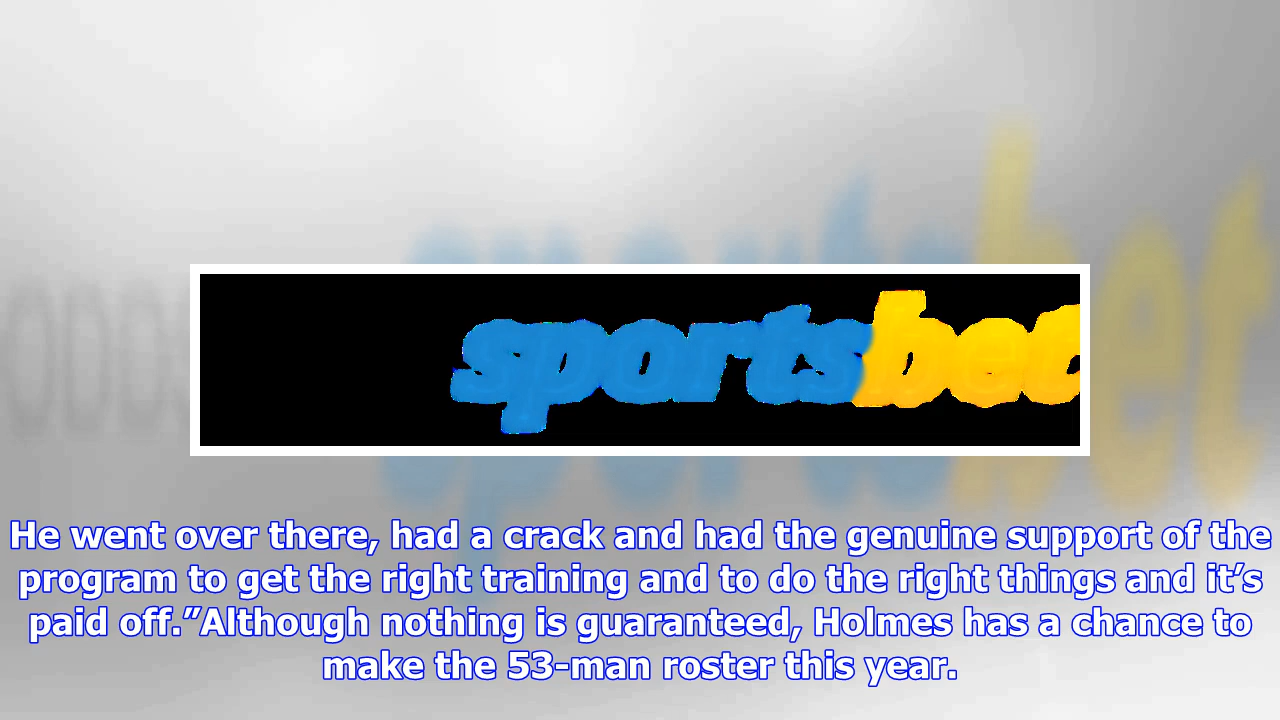 sportsbet
He went over there, had a crack and had the genuine support of the
program to get the right training and to do the right things and it’s
paid off.”Although nothing is guaranteed, Holmes has a chance to
make the 53-man roster this year.